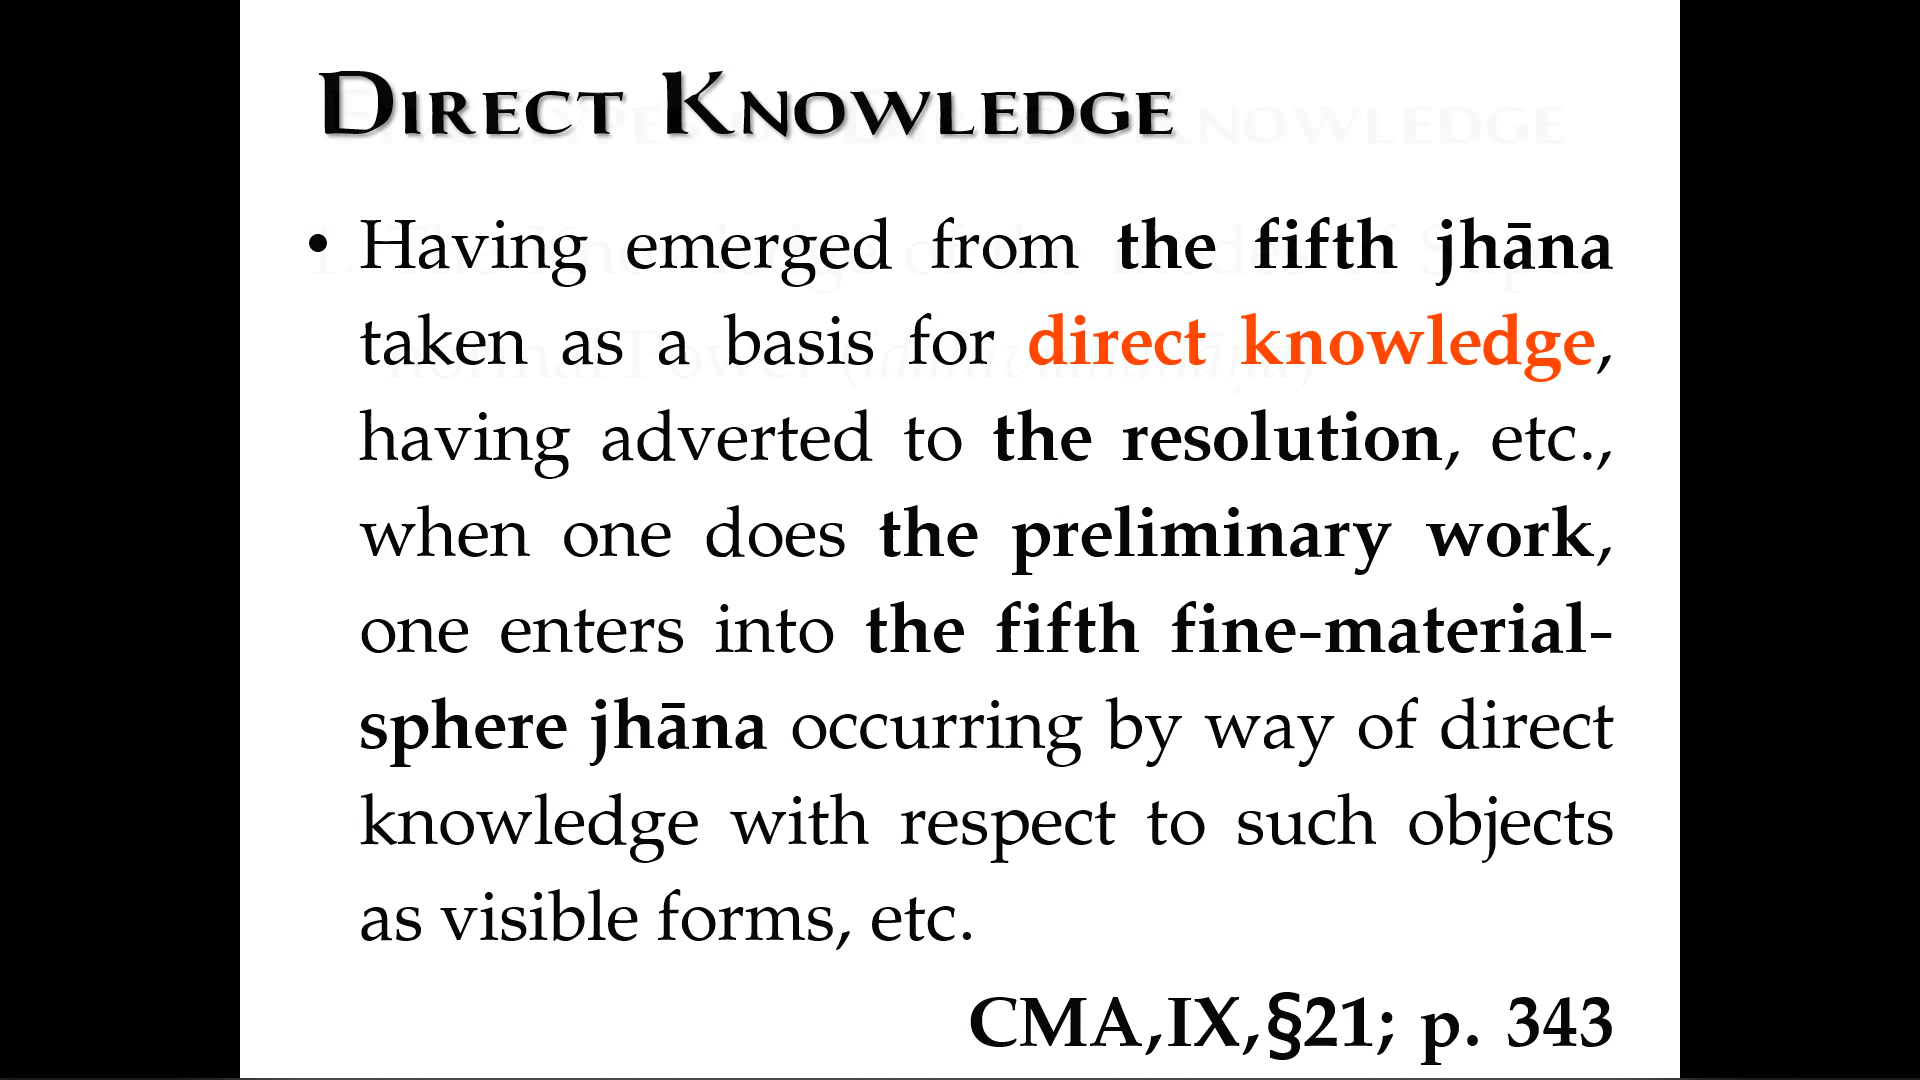 Direct Knowledge
• Having emerged from the fifth jhāna
taken as a basis for direct knowledge,
having adverted to the resolution, etc.,
when one does the preliminary work,
one enters into the fifth fine-material-
sphere jhāna occurring by way of direct
knowledge with respect to such objects
as visible forms, etc.
CMA,IX,§21; p. 343